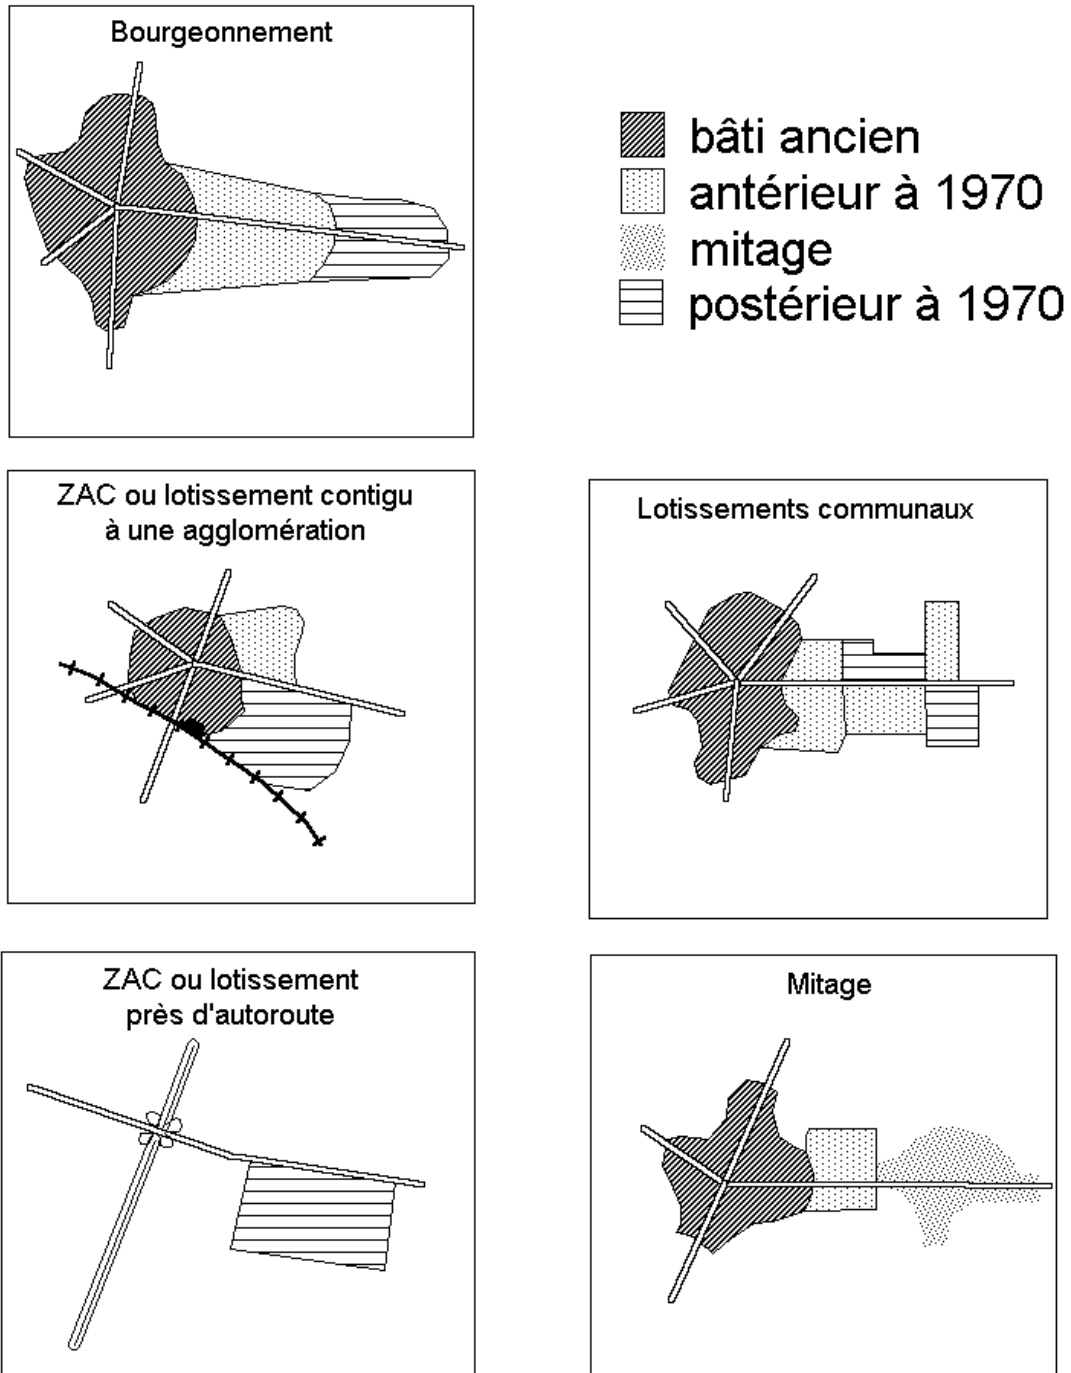 Bourgeonnement
bâti ancien
antérieur à 1970
mitage
postérieur à 1970
ZAC ou lotissement contigu
à une agglomération
Lotissements communaux
ZAC ou lotissement
près d'autoroute
Mitage